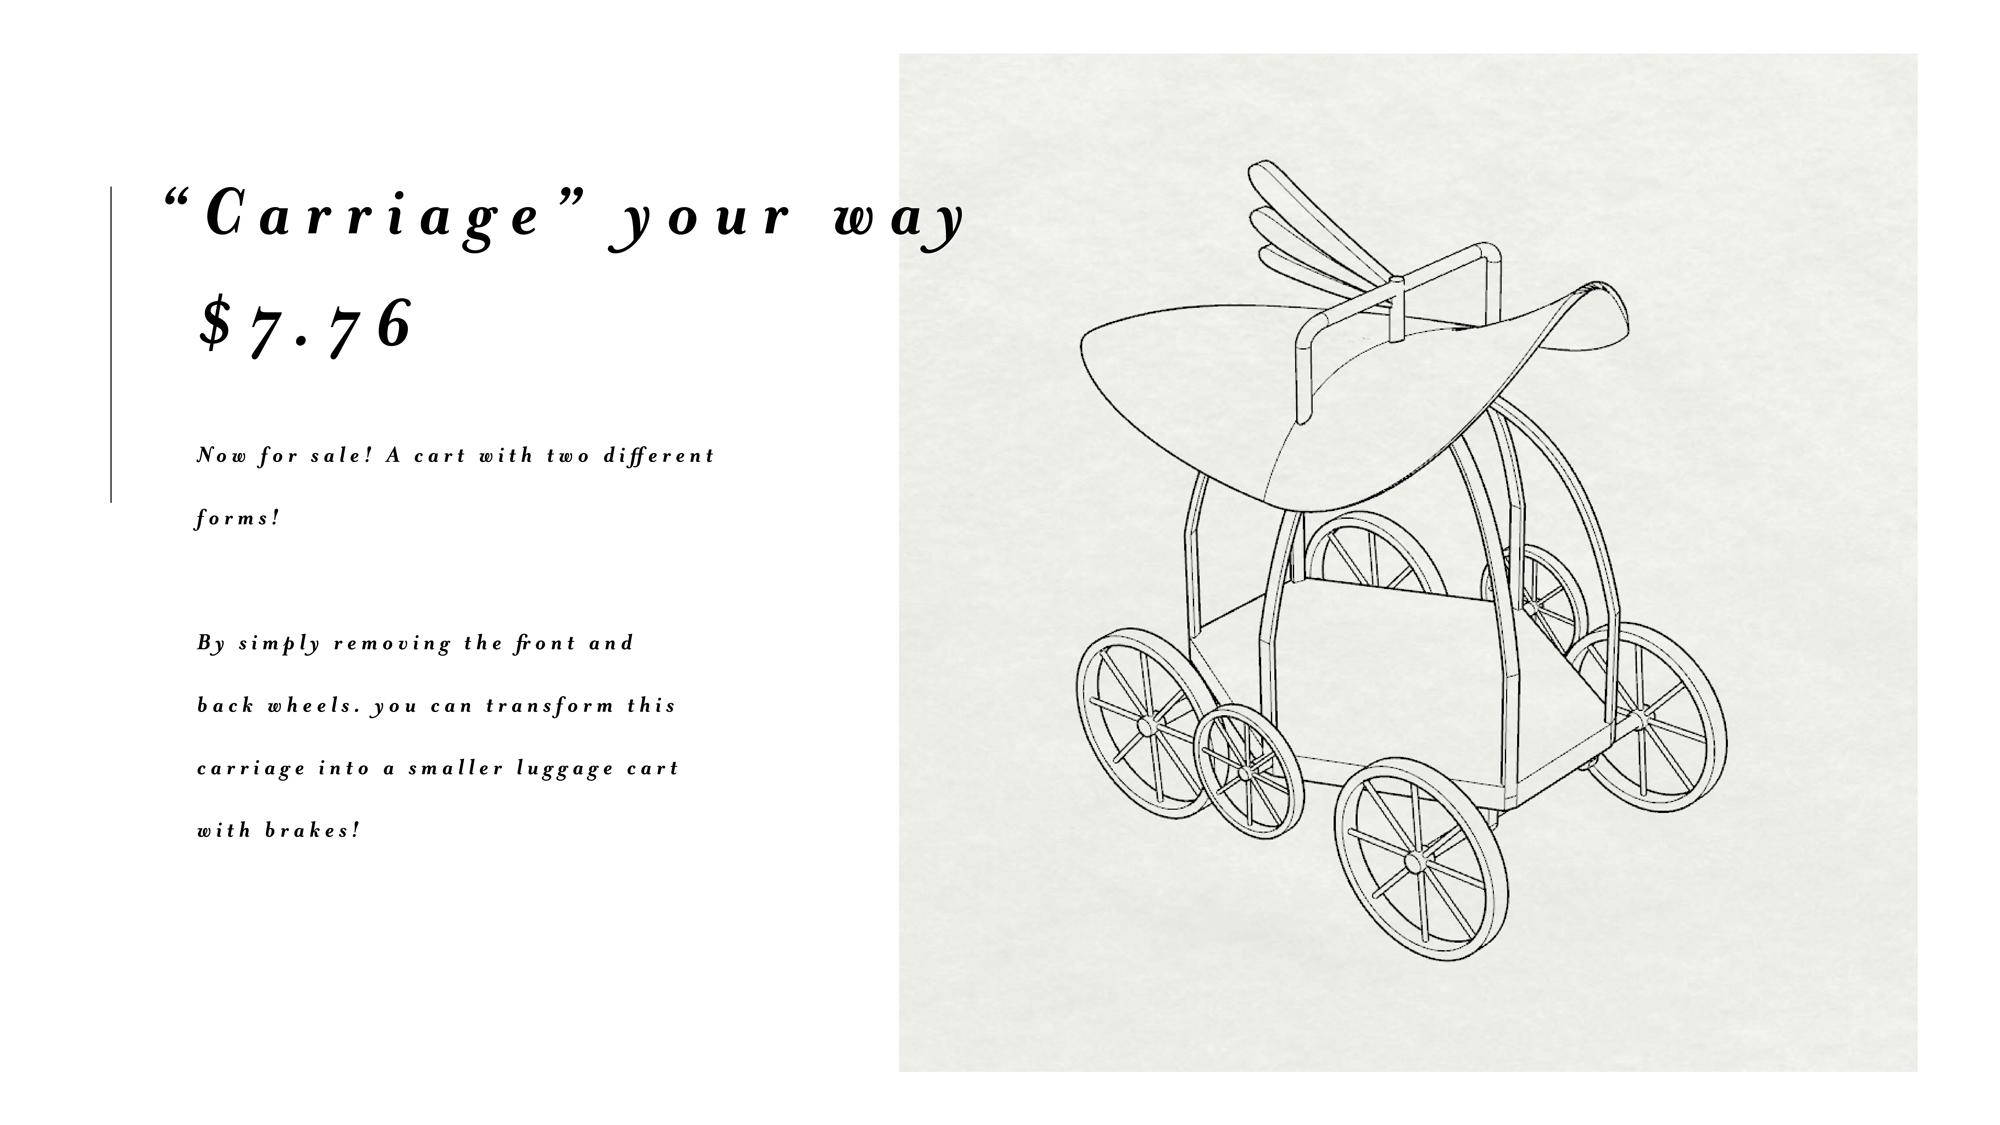 “Carriage” your way
$7.76
Now for sale! A cart with two different
forms!
By simply removing the front and
back wheels. you can transform this
carriage into a smaller luggage cart
with brakes!